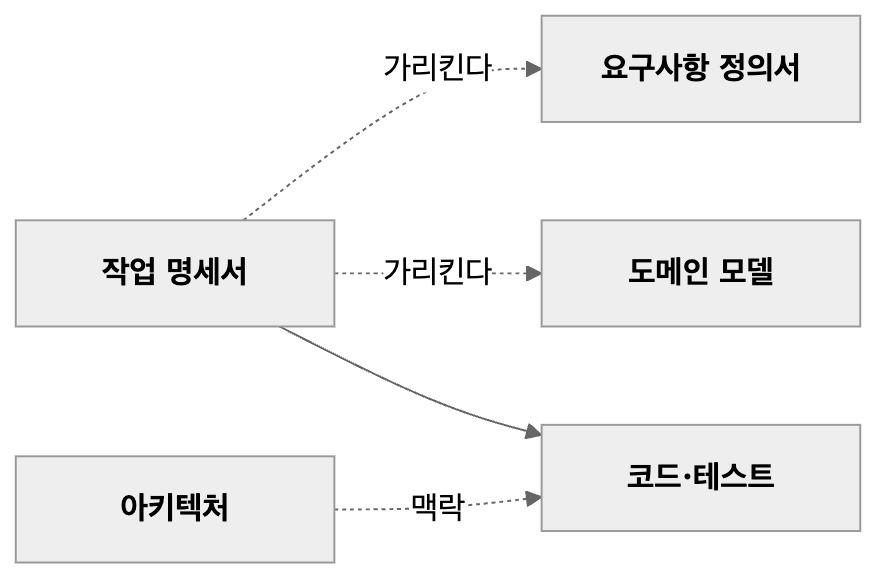 가리킨다
요구사항 정의서
작업 명세서
가리킨다
도메인 모델
코드·테스트
아키텍처
맥락